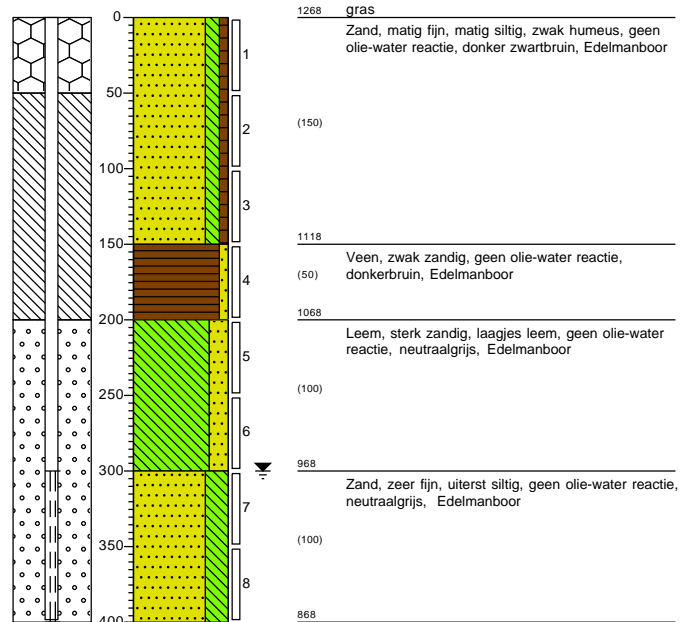 0
50
100
150
200
250
300
350
400
1
2
3
4
5
6
7
8
1268 gras
Zand, matig fijn, matig siltig, zwak humeus, geen
olie-water reactie, donker zwartbruin, Edelmanboor
(150)
1118
Veen, zwak zandig, geen olie-water reactie,
donkerbruin, Edelmanboor
(50)
1068
Leem, sterk zandig, laagjes leem, geen olie-water
reactie, neutraalgrijs, Edelmanboor
(100)
968
Zand, zeer fijn, uiterst siltig, geen olie-water reactie,
neutraalgrijs, Edelmanboor
(100)
868